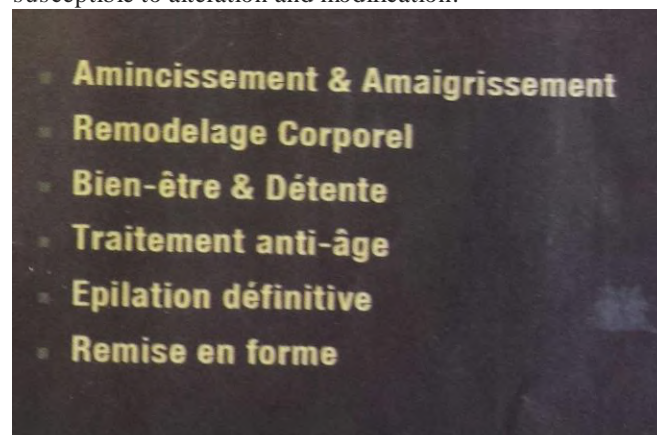 Amincissement & Amaigrissement
Remodelage Corporel
Bien-être & Détente
Traitement anti-âge
Epilation définitive
Remise en forme